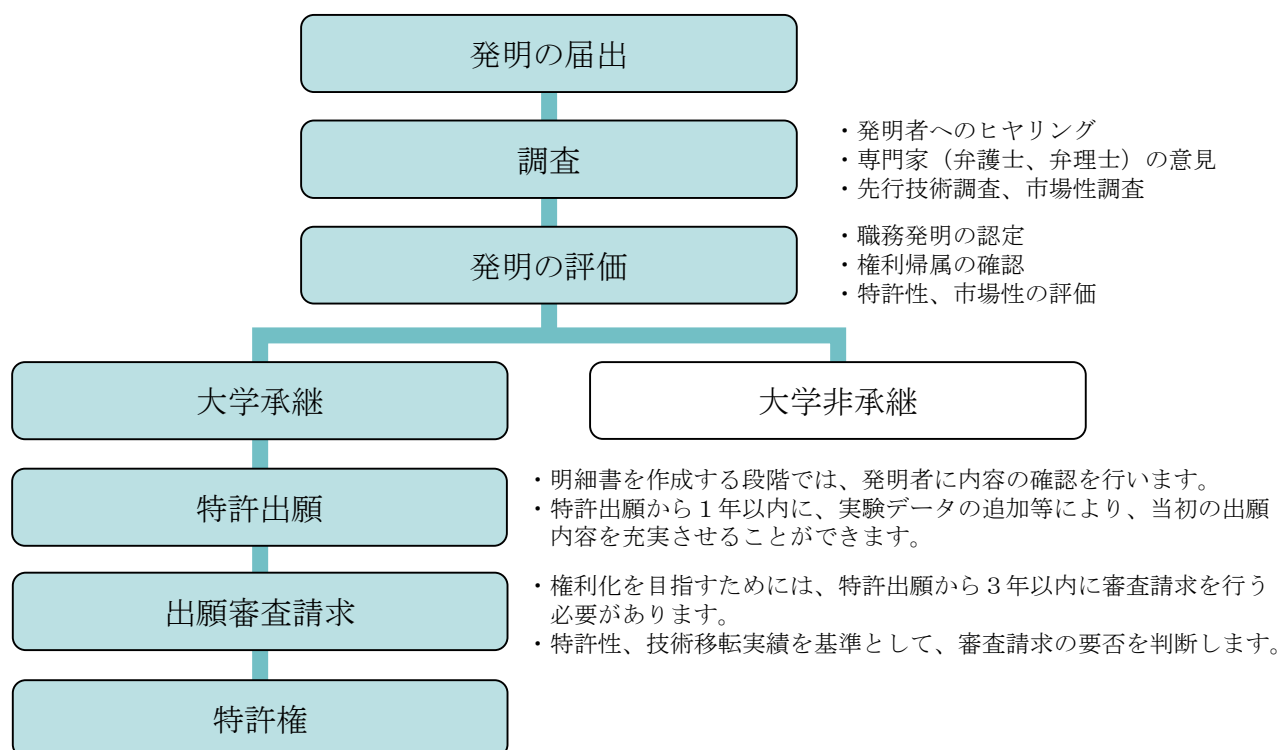 発明の届出
調査
・発明者へのヒヤリング
・専門家（弁護士、弁理士）の意見
・先行技術調査、市場性調査
発明の評価
・職務発明の認定
・権利帰属の確認
・特許性、市場性の評価
大学承継
大学非承継
特許出願
・明細書を作成する段階では、発明者に内容の確認を行います。
・特許出願から１年以内に、実験データの追加等により、当初の出願
内容を充実させることができます。
出願審査請求
・権利化を目指すためには、特許出願から３年以内に審査請求を行う
必要があります。
・特許性、技術移転実績を基準として、審査請求の要否を判断します。
特許権